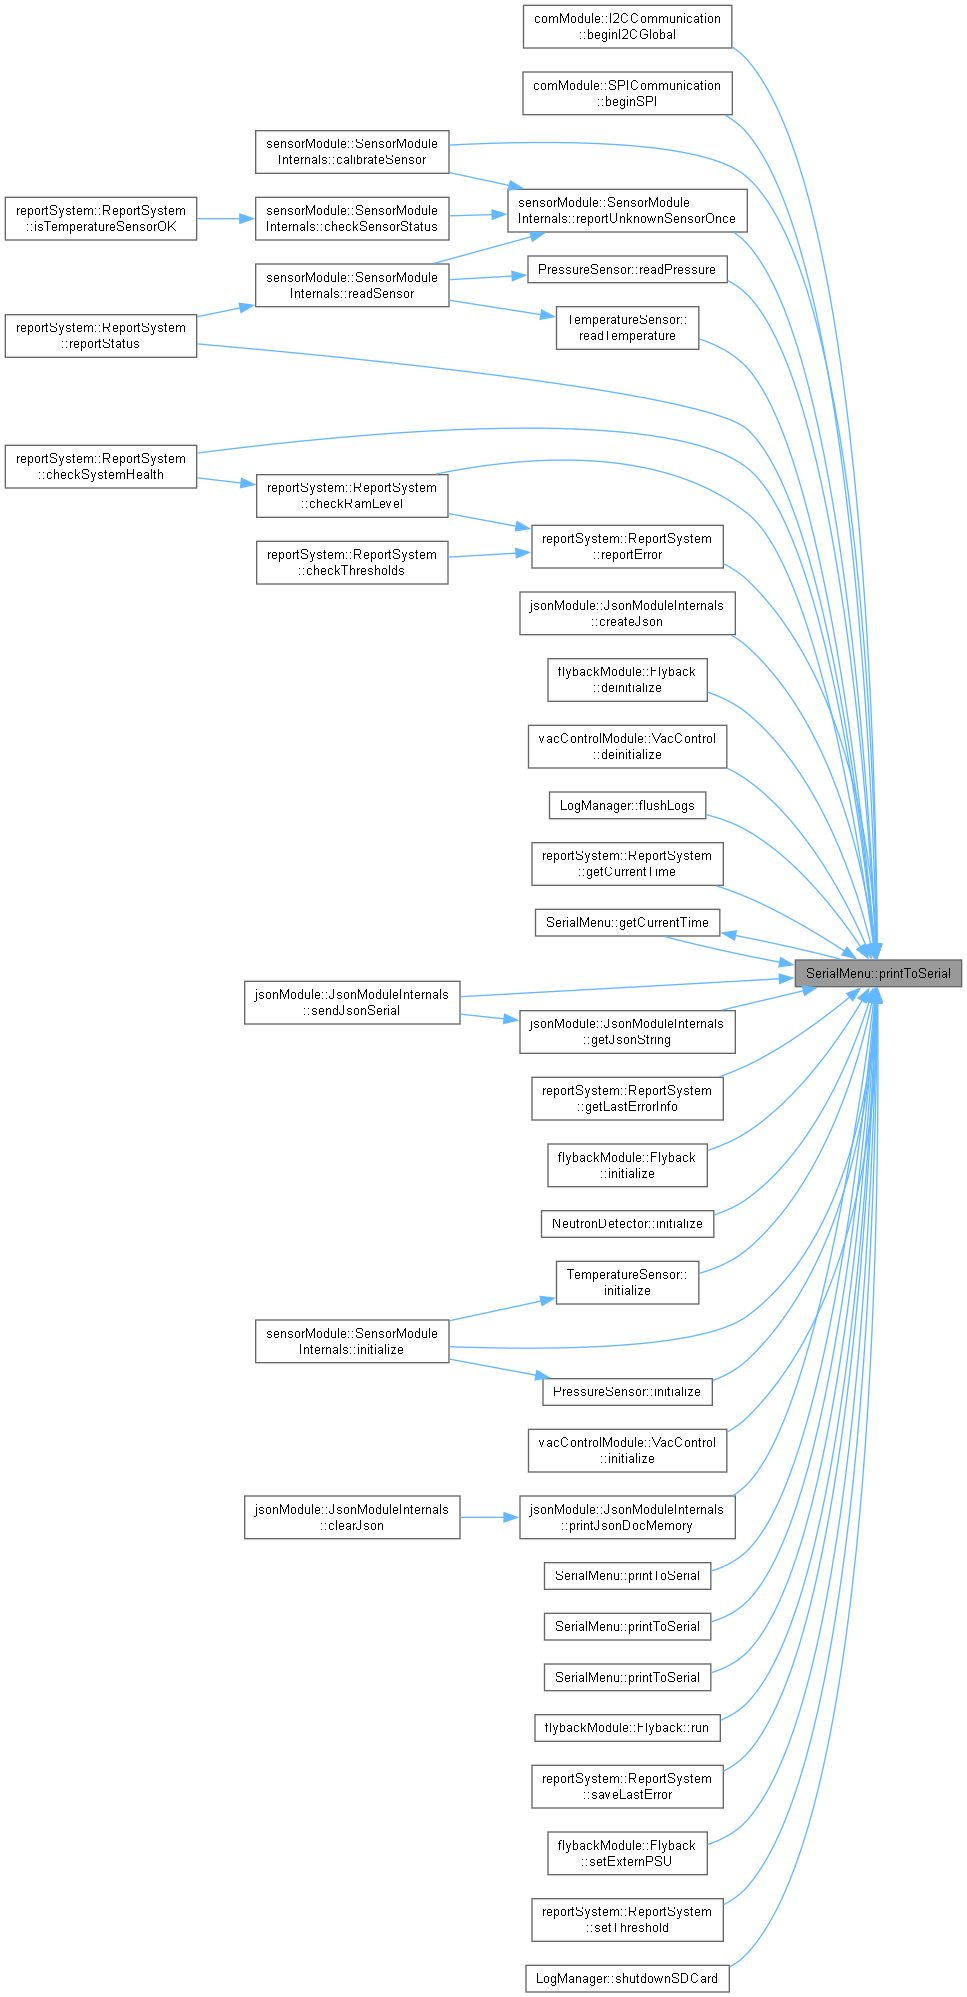 comModule::I2CCommunication
::beginI2CGlobal
comModule::SPICommunication
::beginSPI
sensorModule::SensorModule
Internals::calibrateSensor
sensorModule::SensorModule
Internals::reportUnknownSensorOnce
reportSystem::ReportSystem
::isTemperatureSensorOK
sensorModule::SensorModule
Internals::checkSensorStatus
sensorModule::SensorModule
Internals::readSensor
PressureSensor::readPressure
TemperatureSensor::
readTemperature
reportSystem::ReportSystem
::reportStatus
reportSystem::ReportSystem
::checkSystemHealth
reportSystem::ReportSystem
::checkRamLevel
reportSystem::ReportSystem
::reportError
reportSystem::ReportSystem
::checkThresholds
jsonModule::JsonModuleInternals
::createJson
flybackModule::Flyback
::deinitialize
vacControlModule::VacControl
::deinitialize
LogManager::flushLogs
reportSystem::ReportSystem
::getCurrentTime
SerialMenu::getCurrentTime
SerialMenu::printToSerial
jsonModule::JsonModuleInternals
::sendJsonSerial
jsonModule::JsonModuleInternals
::getJsonString
reportSystem::ReportSystem
::getLastErrorInfo
flybackModule::Flyback
::initialize
NeutronDetector::initialize
TemperatureSensor::
initialize
sensorModule::SensorModule
Internals::initialize
PressureSensor::initialize
vacControlModule::VacControl
::initialize
jsonModule::JsonModuleInternals
::clearJson
jsonModule::JsonModuleInternals
::printJsonDocMemory
SerialMenu::printToSerial
SerialMenu::printToSerial
SerialMenu::printToSerial
flybackModule::Flyback::run
reportSystem::ReportSystem
::saveLastError
flybackModule::Flyback
::setExternPSU
reportSystem::ReportSystem
::setThreshold
LogManager::shutdownSDCard